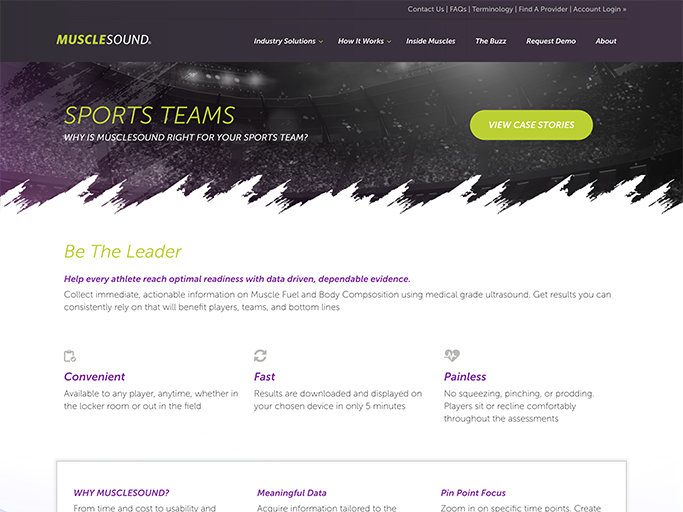 Contact Us | FAQs | Terminology | Find A Provider | Account Login »
MUSCLESOUND®
Industry Solutions How It Works Inside Muscles The Buzz Request Demo About
SPORTS TEAMS
WHY IS MUSCLESOUND RIGHT FOR YOUR SPORTS TEAM?
VIEW CASE STORIES
Be The Leader
Help every athlete reach optimal readiness with data driven, dependable evidence.
Collect immediate, actionable information on Muscle Fuel and Body Compsosition using medical grade ultrasound. Get results you can
consistently rely on that will benefit players, teams, and bottom lines
Convenient
Available to any player, anytime, whether in
the locker room or out in the field
Fast
Results are downloaded and displayed on
your chosen device in only 5 minutes
Painless
No squeezing, pinching, or prodding.
Players sit or recline comfortably
throughout the assessments
WHY MUSCLESOUND?
From time and cost to usability and
Meaningful Data
Acquire information tailored to the
Pin Point Focus
Zoom in on specific time points. Create